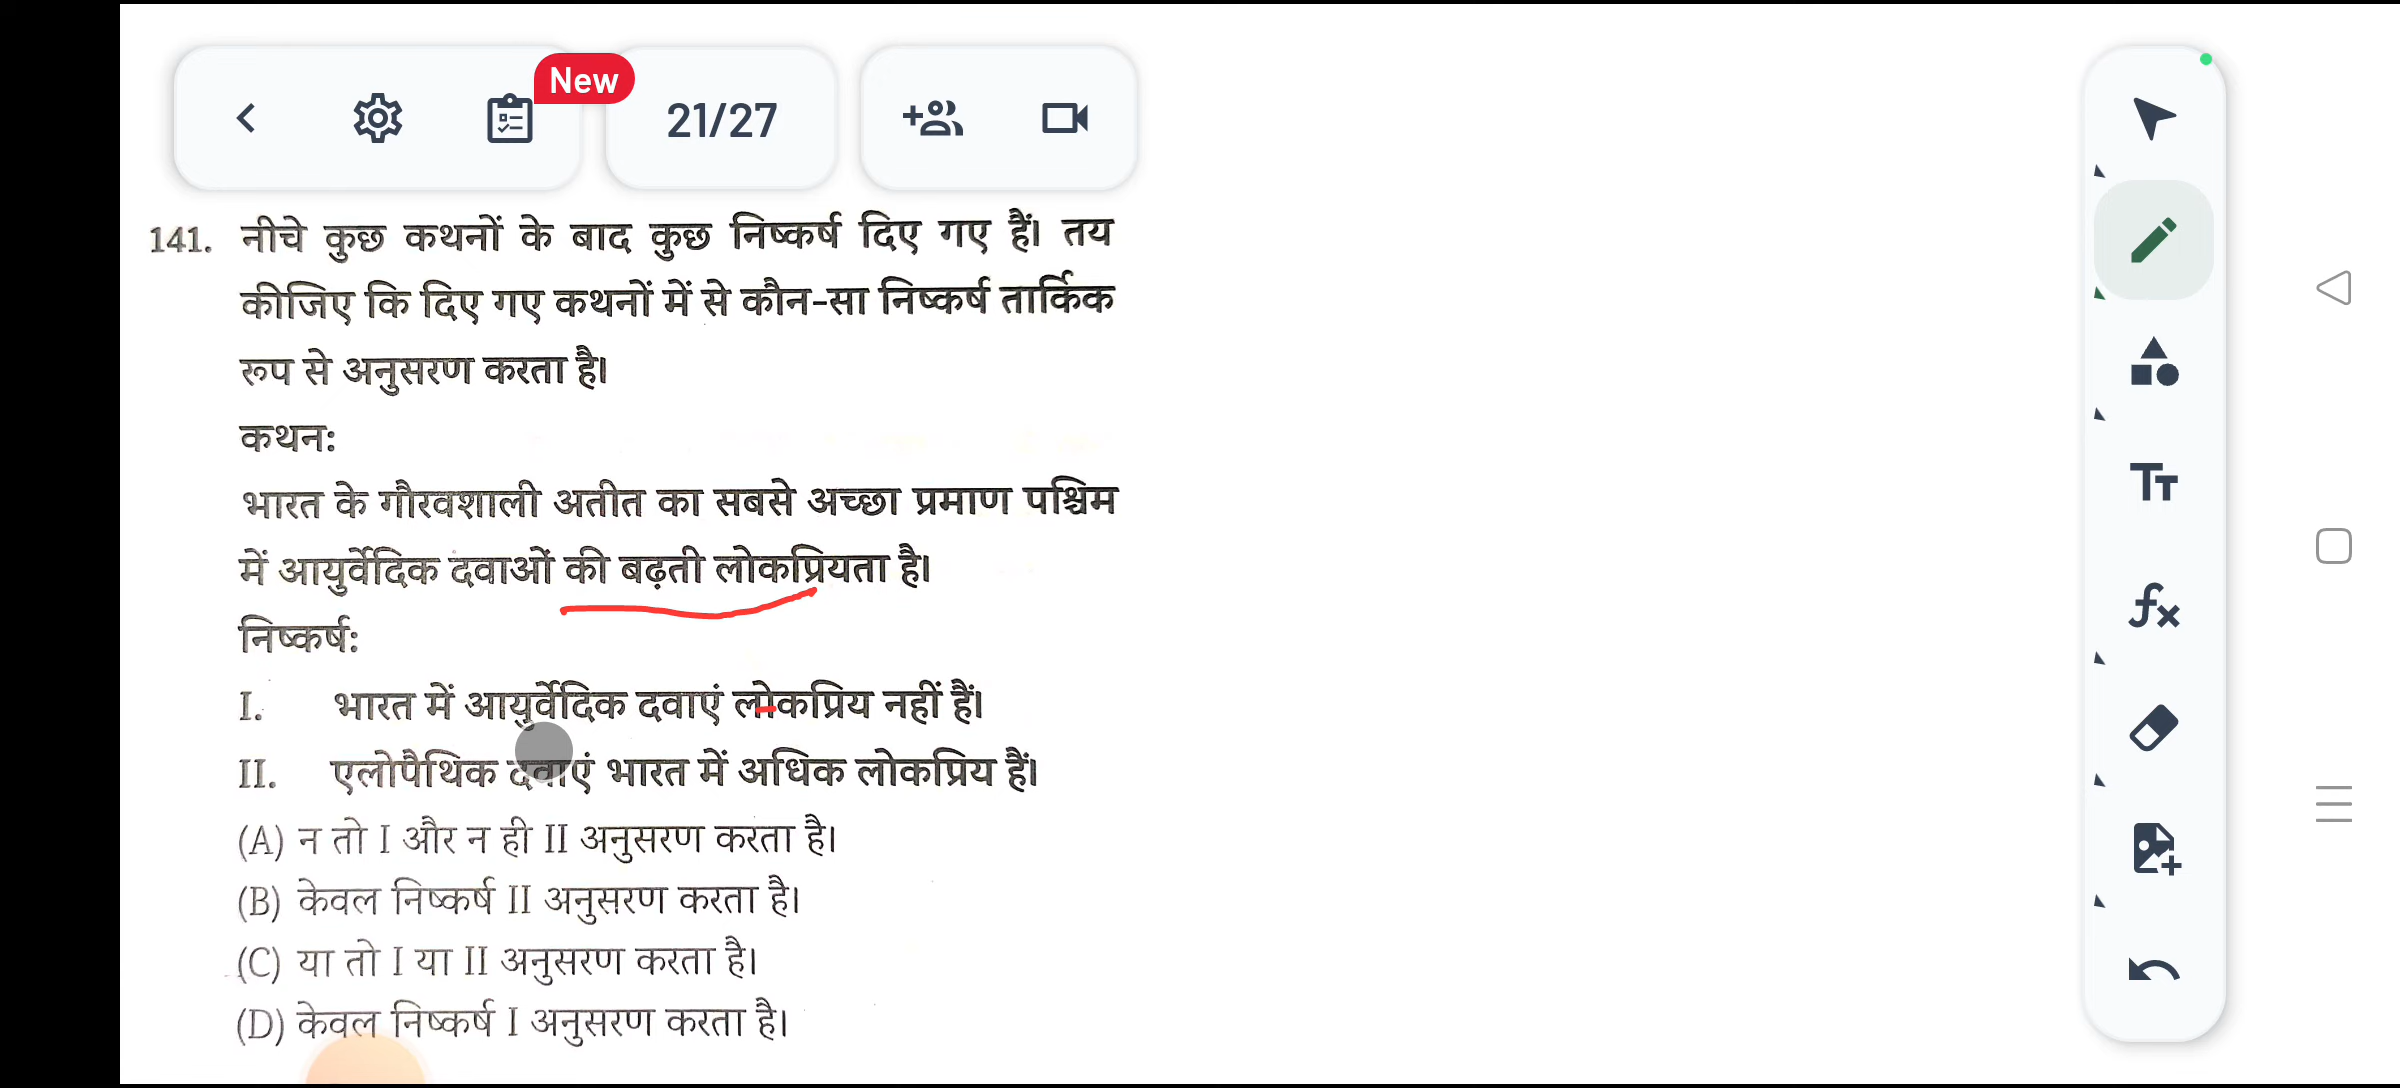 New
21/27
141. नीचे कुछ कथनों के बाद कुछ निष्कर्ष दिए गए हैं। तय
कीजिए कि दिए गए कथनों में से कौन-सा निष्कर्ष तार्किक
रूप से अनुसरण करता है।
कथन:
भारत के गौरवशाली अतीत का सबसे अच्छा प्रमाण पश्चिम
में आयुर्वेदिक दवाओं की बढ़ती लोकप्रियता है।
निष्कर्ष:
I. भारत में आयुर्वेदिक दवाएं लोकप्रिय नहीं हैं।
II. एलोपैथिक दवाएं भारत में अधिक लोकप्रिय हैं।
(A) न तो I और न ही II अनुसरण करता है।
(B) केवल निष्कर्ष II अनुसरण करता है।
(C) या तो I या II अनुसरण करता है।
(D) केवल निष्कर्ष I अनुसरण करता है।
TT
fx